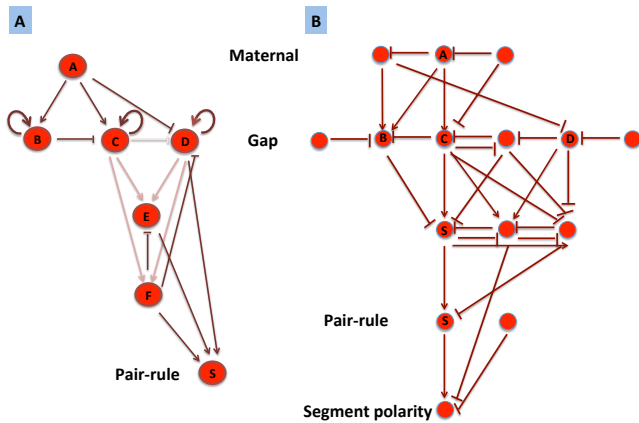 A
B
Maternal
A
A
B
C
D
Gap
B
C
D
E
S
F
Pair-rule
S
Pair-rule
S
Segment polarity